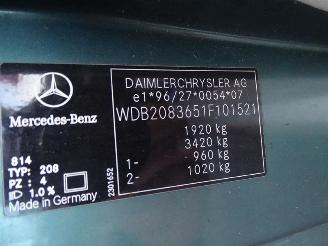 DAIMLERCHRYSLER AG
e1*96/27*0054*07
WDB2083651F101521
Mercedes-Benz
1920 kg
3420 kg
1- - 960 kg
2- 1020 kg
814
TYP: 208
PZ : 4
1.0 %
Made in Germany
2301652